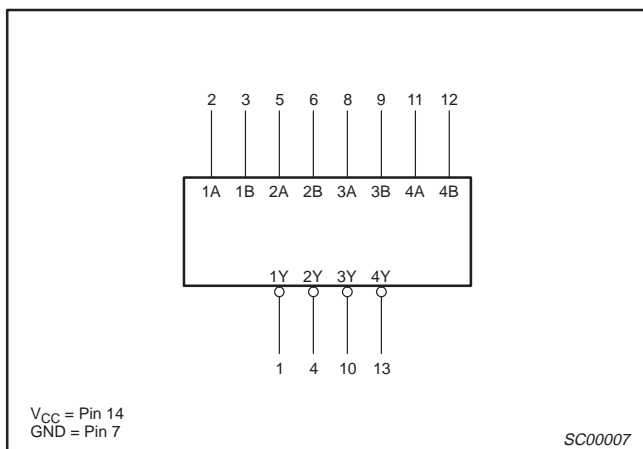 2 3 5 6 8 9 11 12
1A 1B 2A 2B 3A 3B 4A 4B
1Y 2Y 3Y 4Y
1 4 10 13
VCC = Pin 14
GND = Pin 7
SC00007